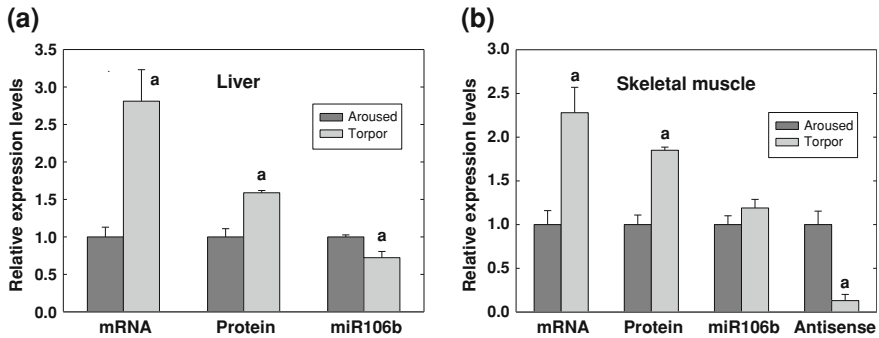 (a)
Relative expression levels
3.5
3.0
2.5
2.0
1.5
1.0
0.5
0.0
Liver
Aroused
Torpor
a
a
a
mRNA
Protein
miR106b
(b)
Relative expression levels
3.0
2.5
2.0
1.5
1.0
0.5
0.0
Skeletal muscle
Aroused
Torpor
a
a
a
mRNA
Protein
miR106b
Antisense